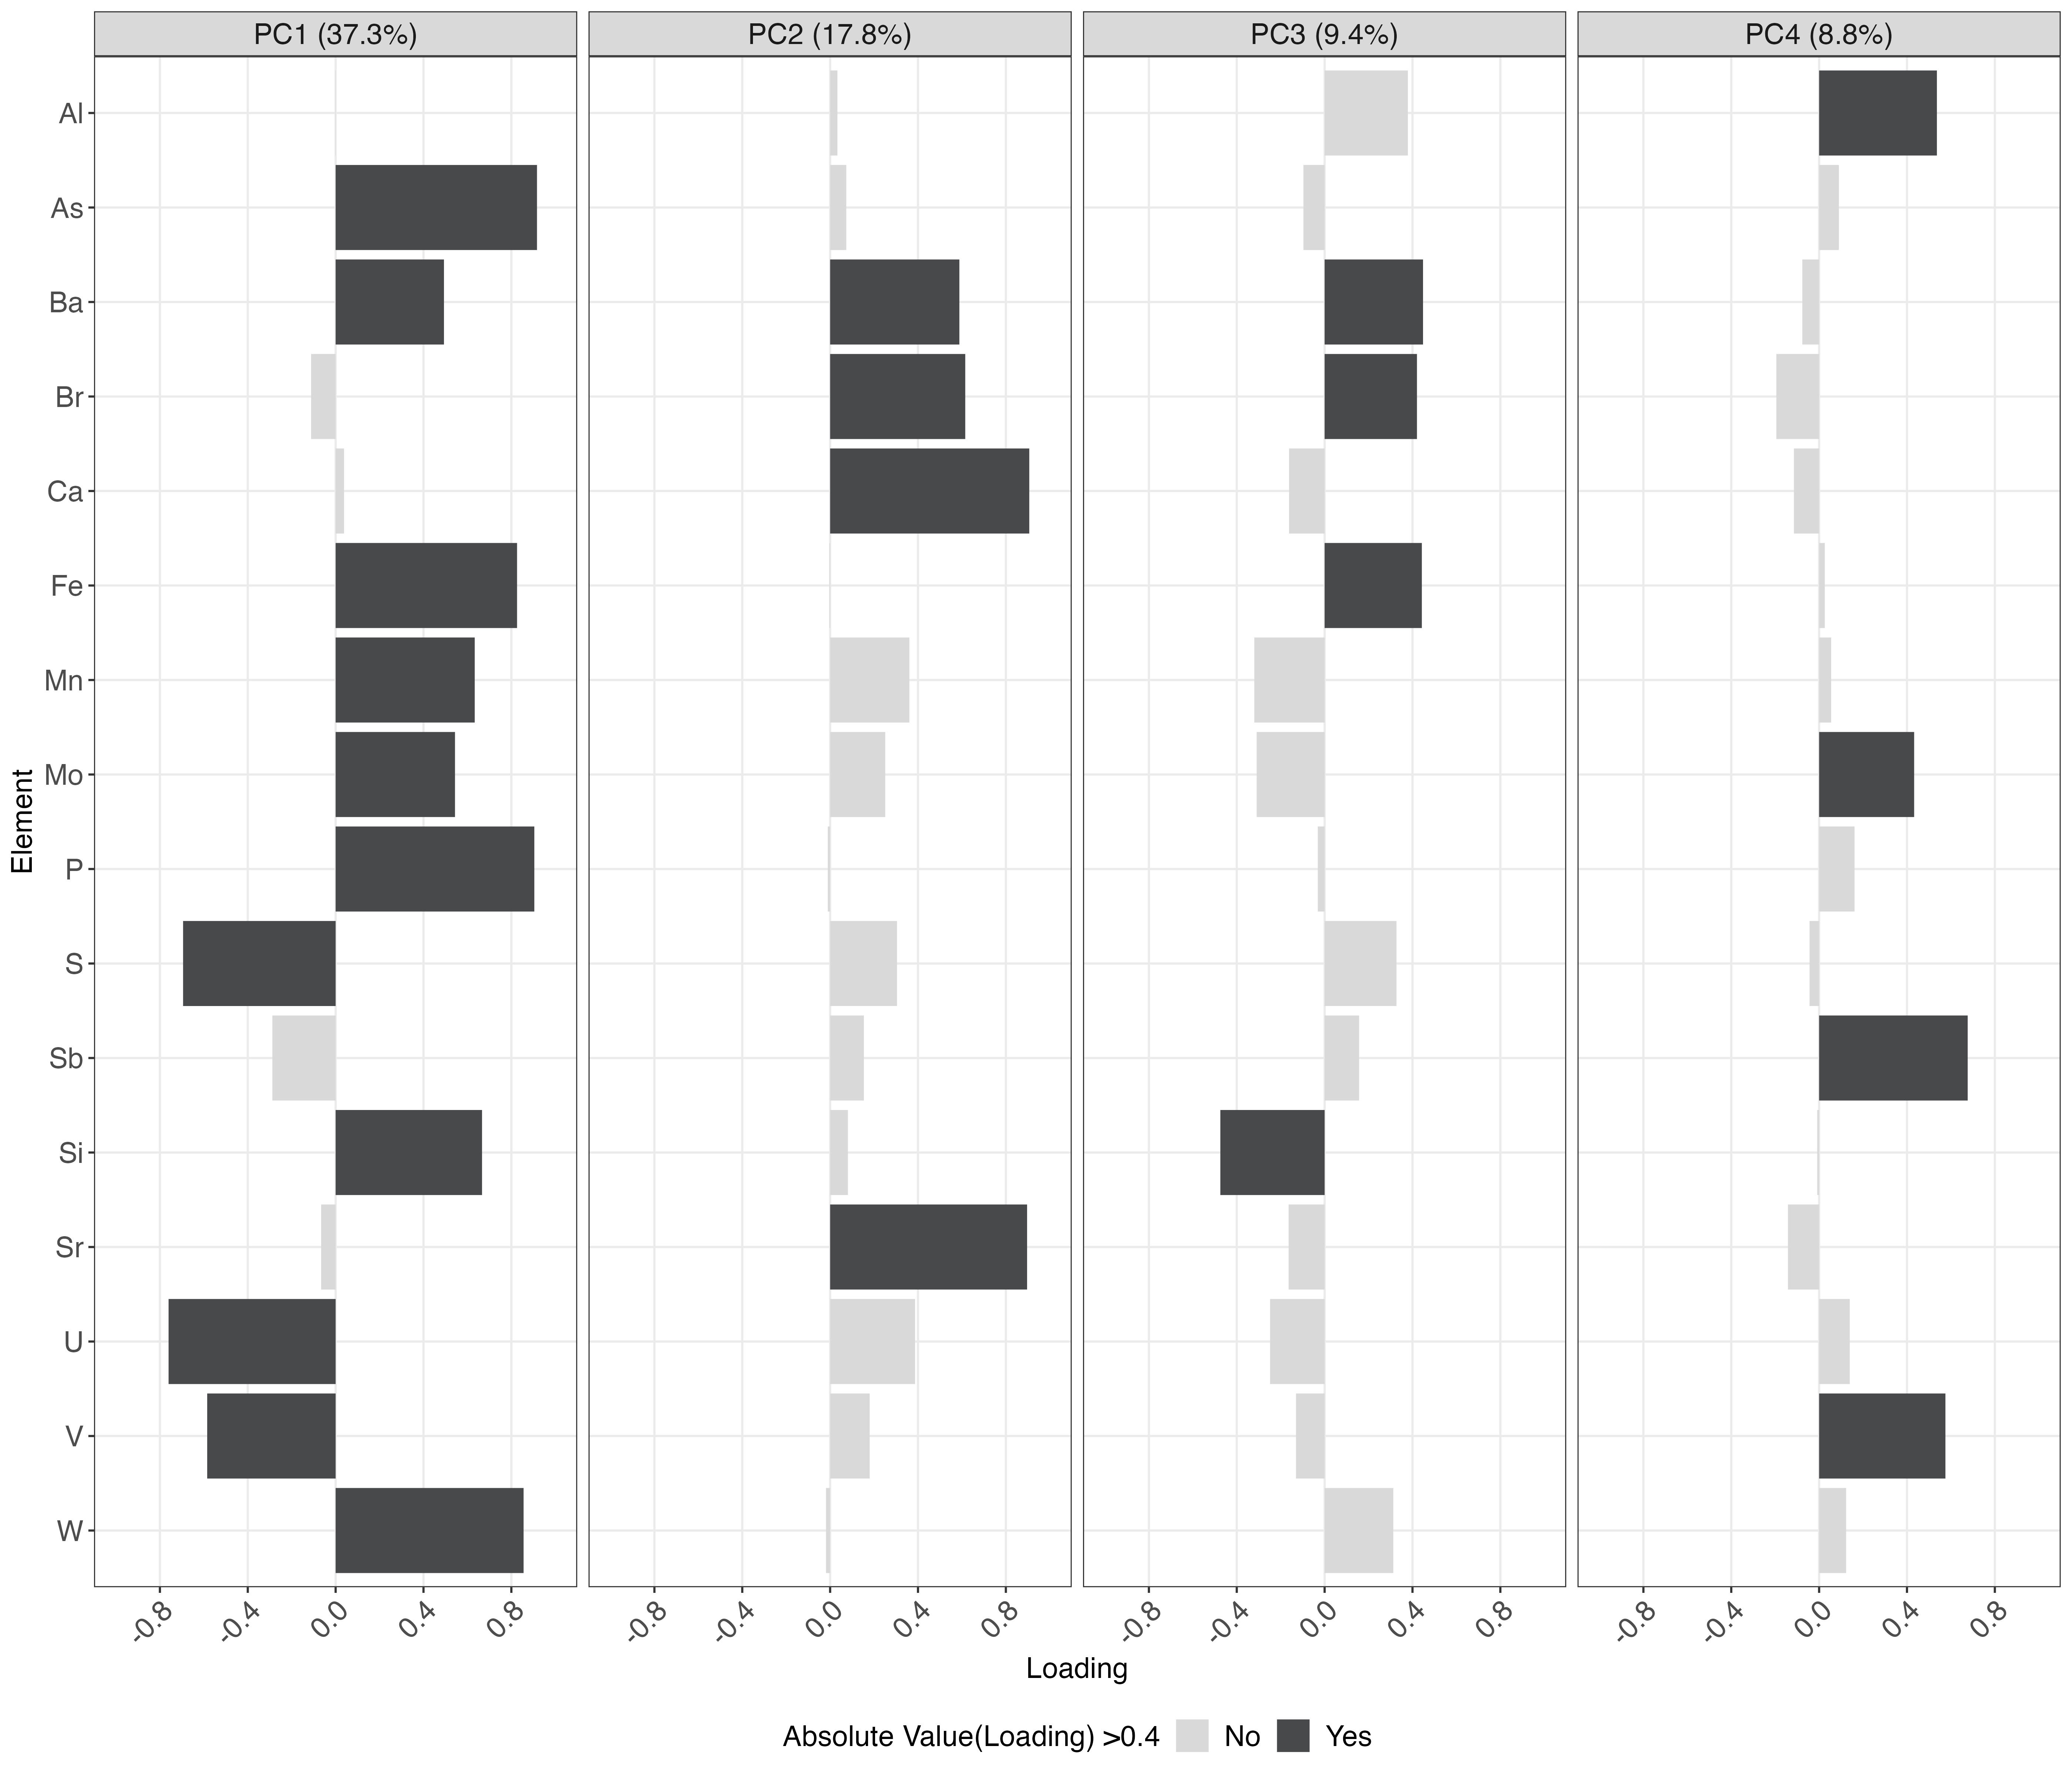 PC1 (37.3%) PC2 (17.8%) PC3 (9.4%) PC4 (8.8%)
Al
As
Ba
Br
Ca
Fe
Mn
Mo
P
S
Sb
Si
Sr
U
V
W
Element
-0.8 -0.4 0.0 0.4 0.8 -0.8 -0.4 0.0 0.4 0.8 -0.8 -0.4 0.0 0.4 0.8 -0.8 -0.4 0.0 0.4 0.8
Loading
Absolute Value(Loading) >0.4 No Yes